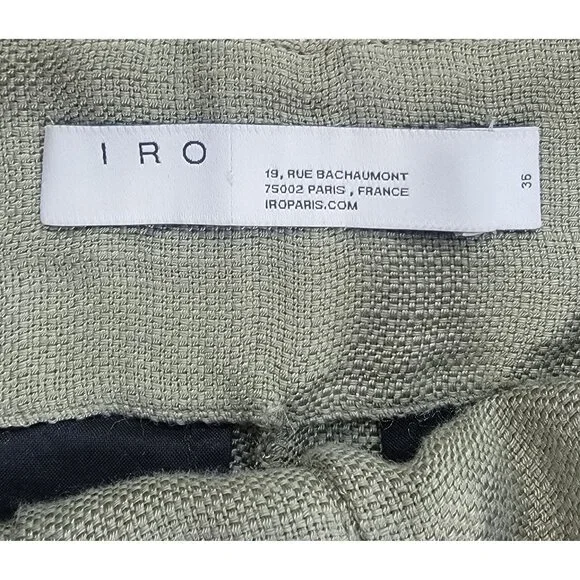 IRO
19, RUE BACHAUMONT
75002 PARIS , FRANCE
IROPARIS.COM
36